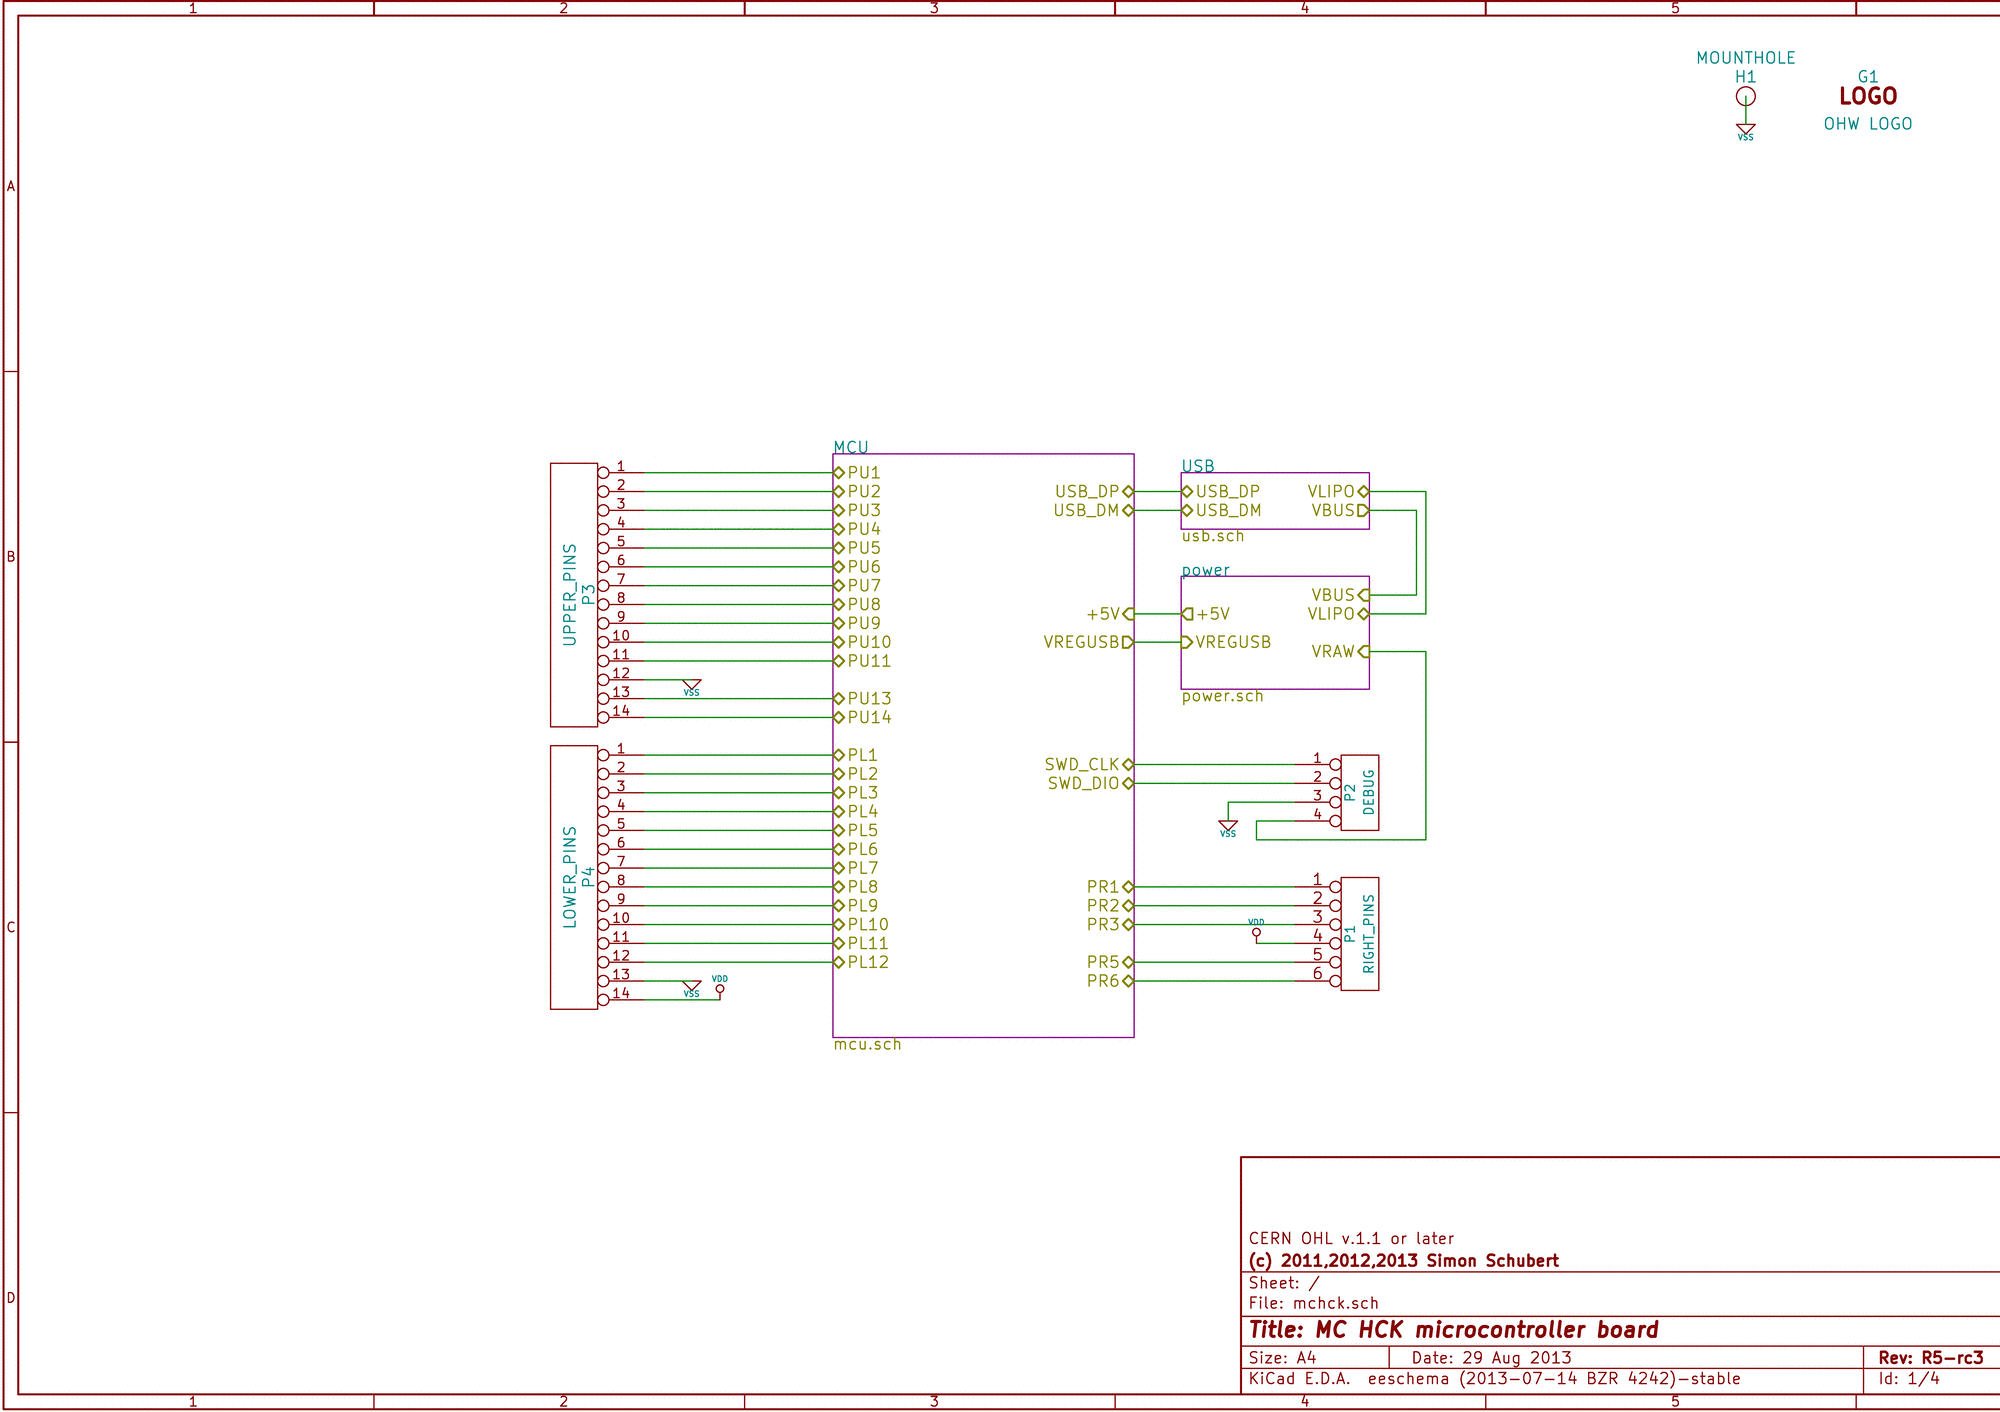 1 2 3 4 5
MOUNTHOLE
H1
VSS
G1
LOGO
OHW LOGO
A
B
C
D
UPPER_PINS
P3
1
2
3
4
5
6
7
8
9
10
11
12
13
14
VSS
LOWER_PINS
P4
1
2
3
4
5
6
7
8
9
10
11
12
13
14
VSS
VDD
MCU
PU1
PU2
PU3
PU4
PU5
PU6
PU7
PU8
PU9
PU10
PU11
PU13
PU14
PL1
PL2
PL3
PL4
PL5
PL6
PL7
PL8
PL9
PL10
PL11
PL12
USB_DP
USB_DM
+5V
VREGUSB
SWD_CLK
SWD_DIO
PR1
PR2
PR3
PR5
PR6
mcu.sch
USB
USB_DP VLIPO
USB_DM VBUS
usb.sch
power
VBUS
+5V VLIPO
VREGUSB
VRAW
power.sch
1
2
3
4
P2
DEBUG
VSS
1
2
3
4
5
6
P1
RIGHT_PINS
VDD
CERN OHL v.1.1 or later
(c) 2011,2012,2013 Simon Schubert
Sheet: /
File: mchck.sch
Title: MC HCK microcontroller board
Size: A4 Date: 29 Aug 2013 Rev: R5-rc3
KiCad E.D.A. eeschema (2013-07-14 BZR 4242)-stable Id: 1/4
1 2 3 4 5